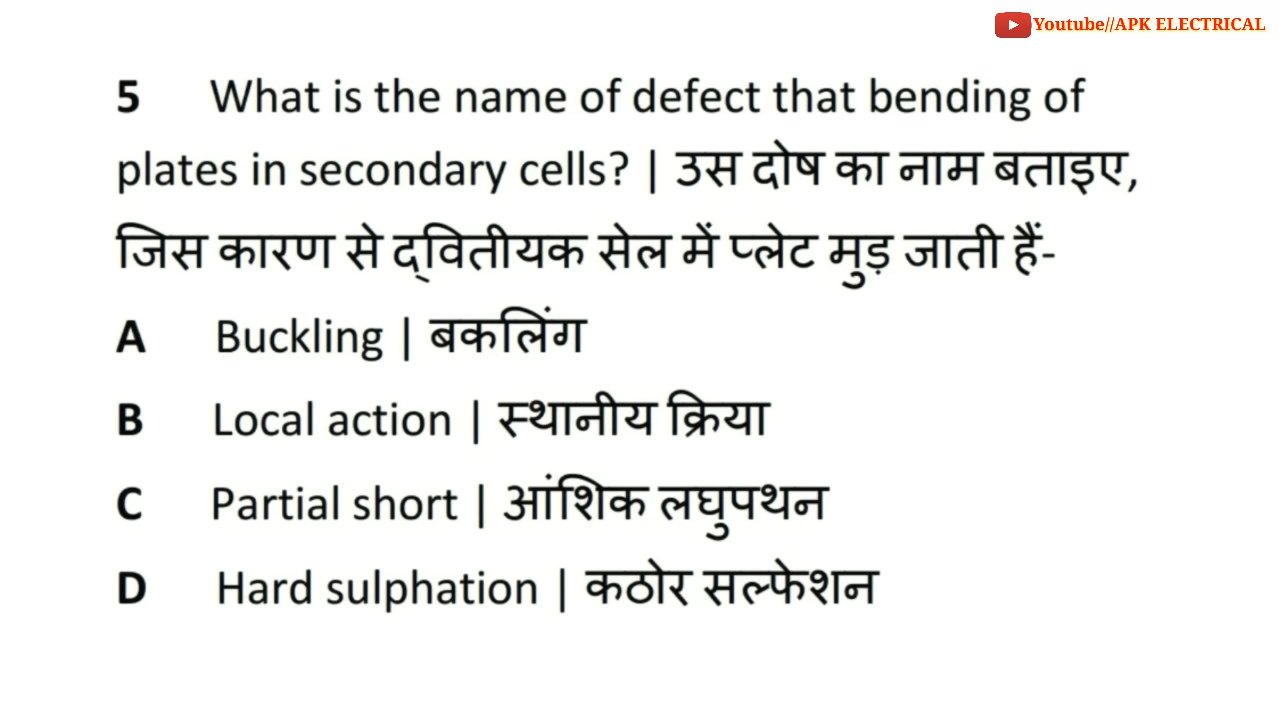 Youtube//APK ELECTRICAL
5 What is the name of defect that bending of
plates in secondary cells? | उस दोष का नाम बताइए,
जिस कारण से द्वितीयक सेल में प्लेट मुड़ जाती हैं-
A Buckling | बकलिंग
B Local action | स्थानीय क्रिया
C Partial short | आंशिक लघुपथन
D Hard sulphation | कठोर सल्फेशन